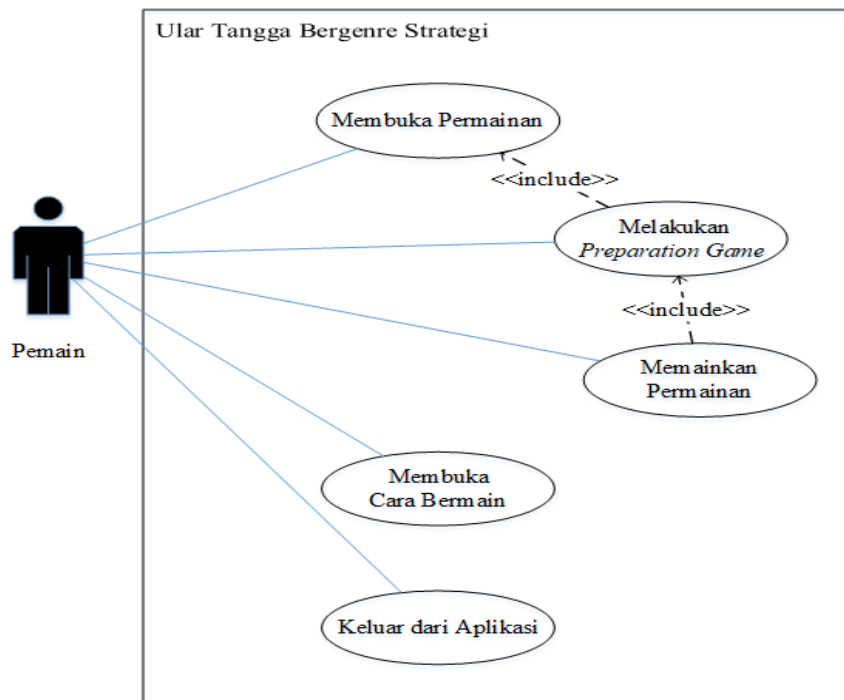 Ular Tangga Bergenre Strategi
Membuka Permainan
<<include>>
Melakukan
Preparation Game
<<include>>
Pemain
Memainkan
Permainan
Membuka
Cara Bermain
Keluar dari Aplikasi